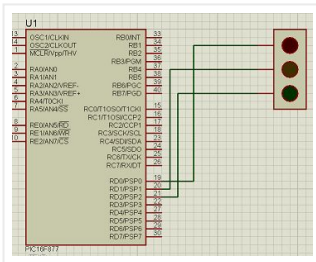 U1
13 OSC1/CLKIN RB0/INT 33
14 OSC2/CLKOUT RB1 34
1 MCLR/Vpp/THV RB2 35
RB3/PGM 36
2 RA0/AN0 RB4 37
3 RA1/AN1 RB5 38
4 RA2/AN2/VREF- RB6/PGC 39
5 RA3/AN3/VREF+ RB7/PGD 40
6 RA4/T0CKI
7 RA5/AN4/SS RC0/T1OSO/T1CKI 15
RC1/T1OSI/CCP2 16
8 RE0/AN5/RD RC2/CCP1 17
9 RE1/AN6/WR RC3/SCK/SCL 18
10 RE2/AN7/CS RC4/SDI/SDA 23
RC5/SDO 24
RC6/TX/CK 25
RC7/RX/DT 26
RD0/PSP0 19
RD1/PSP1 20
RD2/PSP2 21
RD3/PSP3 22
RD4/PSP4 27
RD5/PSP5 28
RD6/PSP6 29
RD7/PSP7 30
PIC16F877